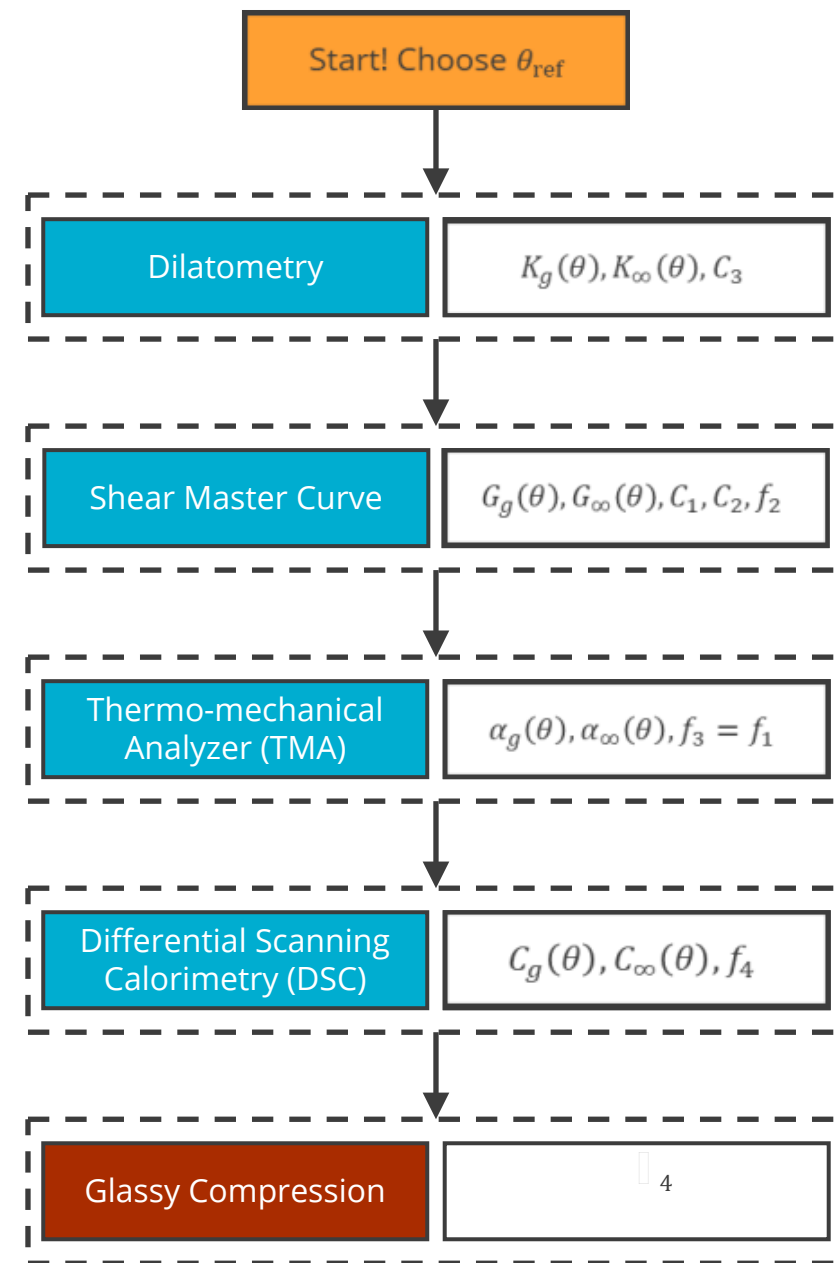 Start! Choose θ_ref
Dilatometry
K_g(θ), K_∞(θ), C_3
Shear Master Curve
G_g(θ), G_∞(θ), C_1, C_2, f_2
Thermo-mechanical
Analyzer (TMA)
α_g(θ), α_∞(θ), f_3 = f_1
Differential Scanning
Calorimetry (DSC)
C_g(θ), C_∞(θ), f_4
Glassy Compression
4